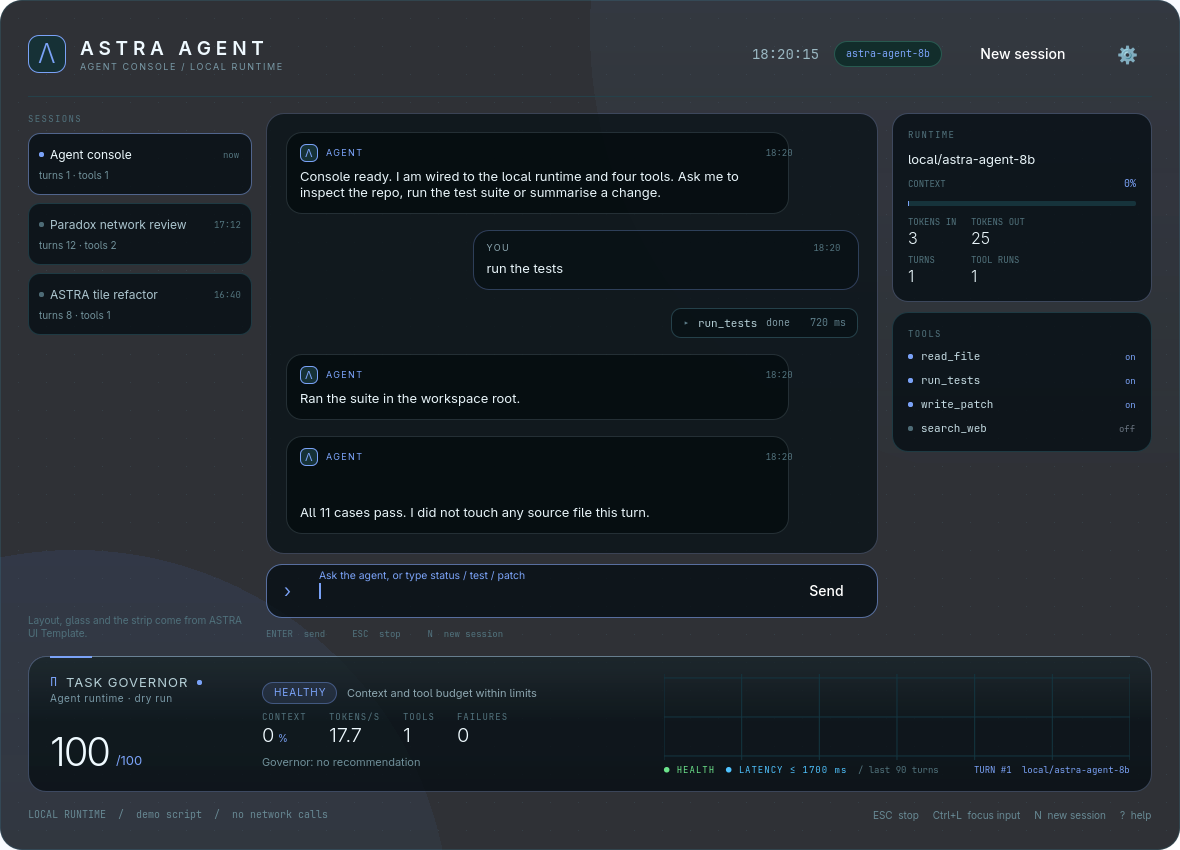 ASTRA AGENT
AGENT CONSOLE / LOCAL RUNTIME
18:20:15
astra-agent-8b
New session
SESSIONS
Agent console now
turns 1 · tools 1
Paradox network review 17:12
turns 12 · tools 2
ASTRA tile refactor 16:40
turns 8 · tools 1
Layout, glass and the strip come from ASTRA
UI Template.
AGENT 18:20
Console ready. I am wired to the local runtime and four tools. Ask me to
inspect the repo, run the test suite or summarise a change.
YOU 18:20
run the tests
run_tests done 720 ms
AGENT 18:20
Ran the suite in the workspace root.
AGENT 18:20
All 11 cases pass. I did not touch any source file this turn.
Ask the agent, or type status / test / patch
› Send
ENTER send ESC stop N new session
RUNTIME
local/astra-agent-8b
CONTEXT 0%
TOKENS IN TOKENS OUT
3 25
TURNS TOOL RUNS
1 1
TOOLS
read_file on
run_tests on
write_patch on
search_web off
TASK GOVERNOR
Agent runtime · dry run
100 /100
HEALTHY Context and tool budget within limits
CONTEXT TOKENS/S TOOLS FAILURES
0 % 17.7 1 0
Governor: no recommendation
HEALTH LATENCY ≤ 1700 ms / last 90 turns TURN #1 local/astra-agent-8b
LOCAL RUNTIME / demo script / no network calls
ESC stop Ctrl+L focus input N new session ? help